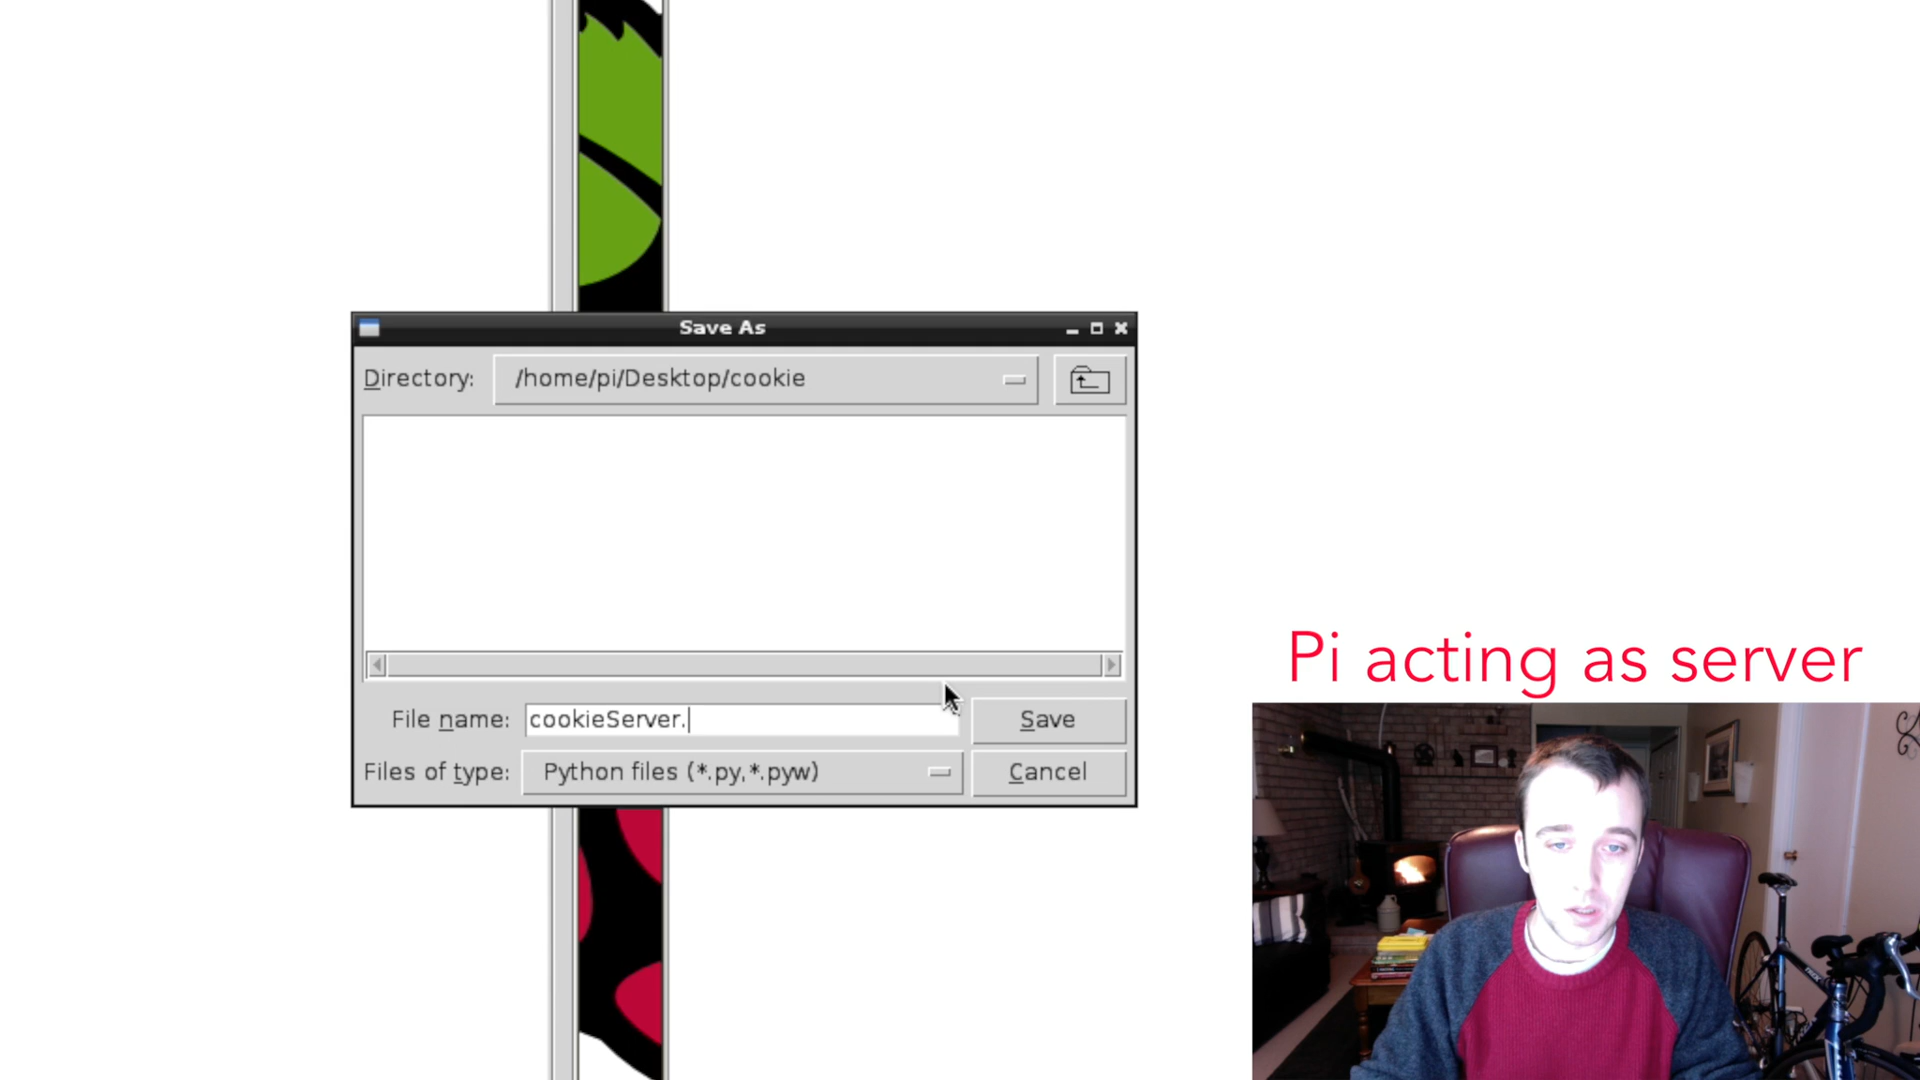 Save As
Directory: /home/pi/Desktop/cookie
File name: cookieServer.
Save
Files of type: Python files (*.py,*.pyw)
Cancel
Pi acting as server
TREK